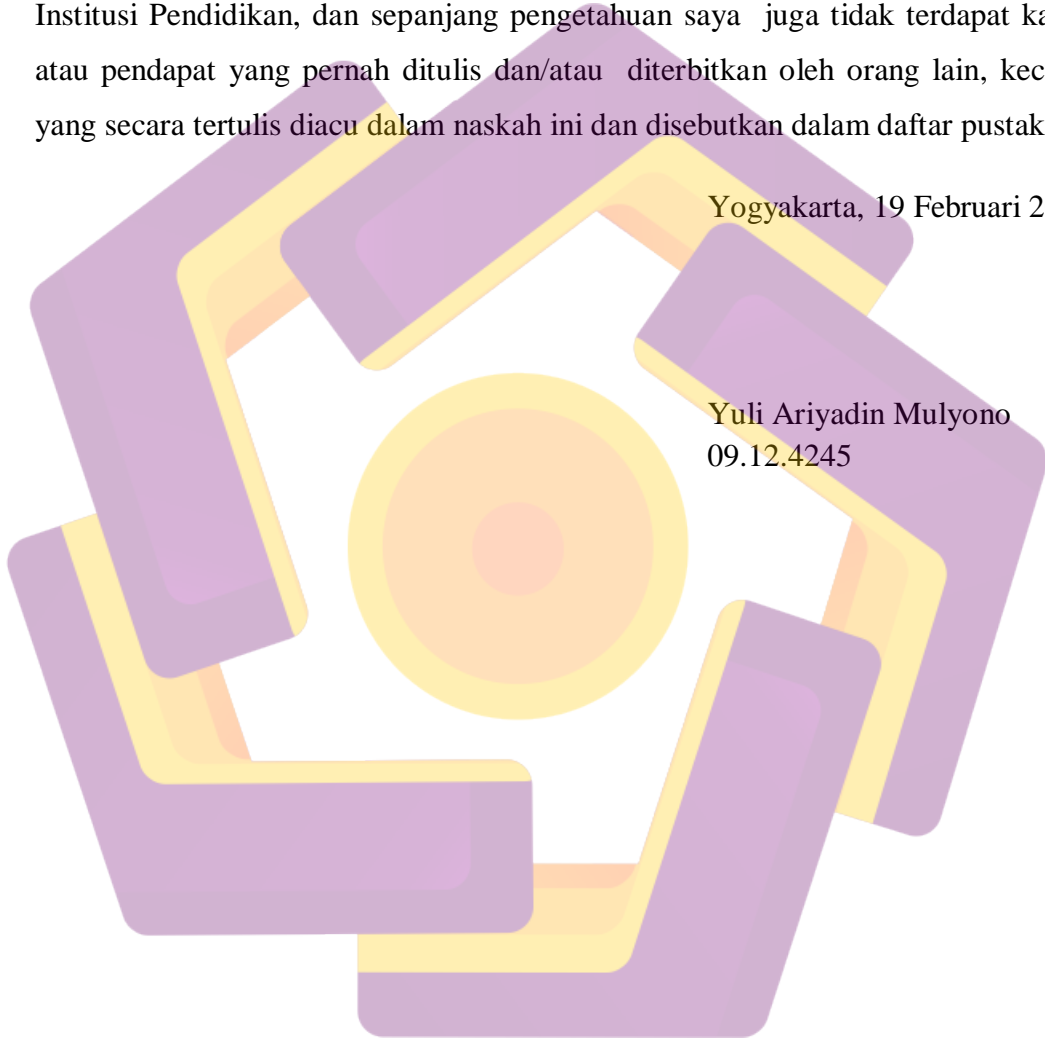 Institusi Pendidikan, dan sepanjang pengetahuan saya juga tidak terdapat ka
atau pendapat yang pernah ditulis dan/atau diterbitkan oleh orang lain, kec
yang secara tertulis diacu dalam naskah ini dan disebutkan dalam daftar pustak
Yogyakarta, 19 Februari 2
Yuli Ariyadin Mulyono
09.12.4245